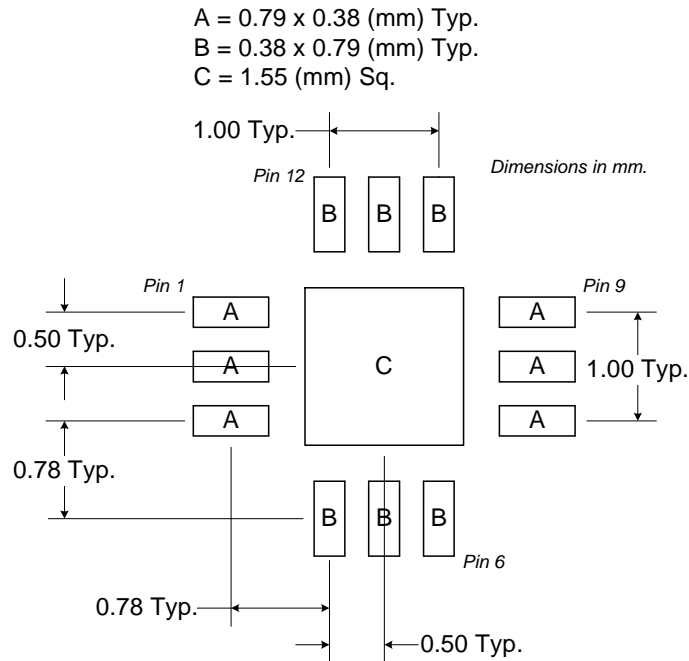 A = 0.79 x 0.38 (mm) Typ.
B = 0.38 x 0.79 (mm) Typ.
C = 1.55 (mm) Sq.
1.00 Typ.
Dimensions in mm.
Pin 12
B B B
Pin 1
Pin 9
A
A
0.50 Typ.
A
C
A
1.00 Typ.
A
A
0.78 Typ.
B B B
Pin 6
0.78 Typ.
0.50 Typ.